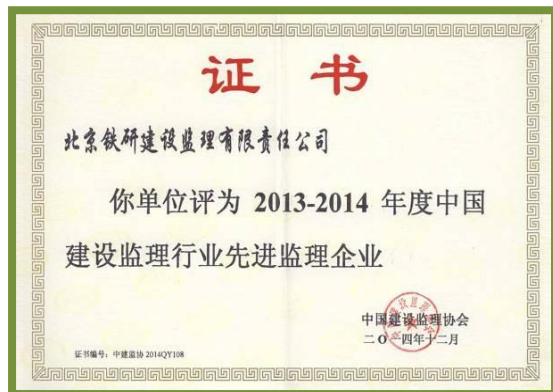 证 书
北京铁研建设监理有限责任公司
你单位评为 2013-2014 年度中国
建设监理行业先进监理企业
中国建设监理协会
二〇一四年十二月
证书编号：中建监协 2014QY108